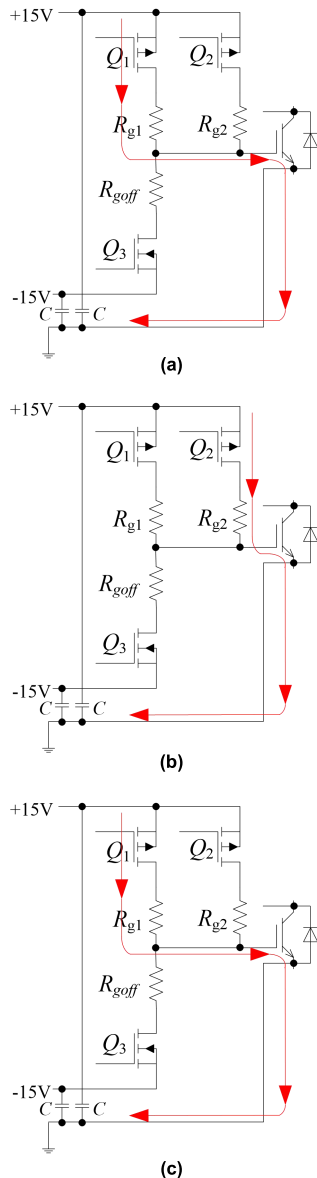 +15V
Q1 Q2
Rg1 Rg2
Rgoff
Q3
-15V
C C
(a)
+15V
Q1 Q2
Rg1 Rg2
Rgoff
Q3
-15V
C C
(b)
+15V
Q1 Q2
Rg1 Rg2
Rgoff
Q3
-15V
C C
(c)